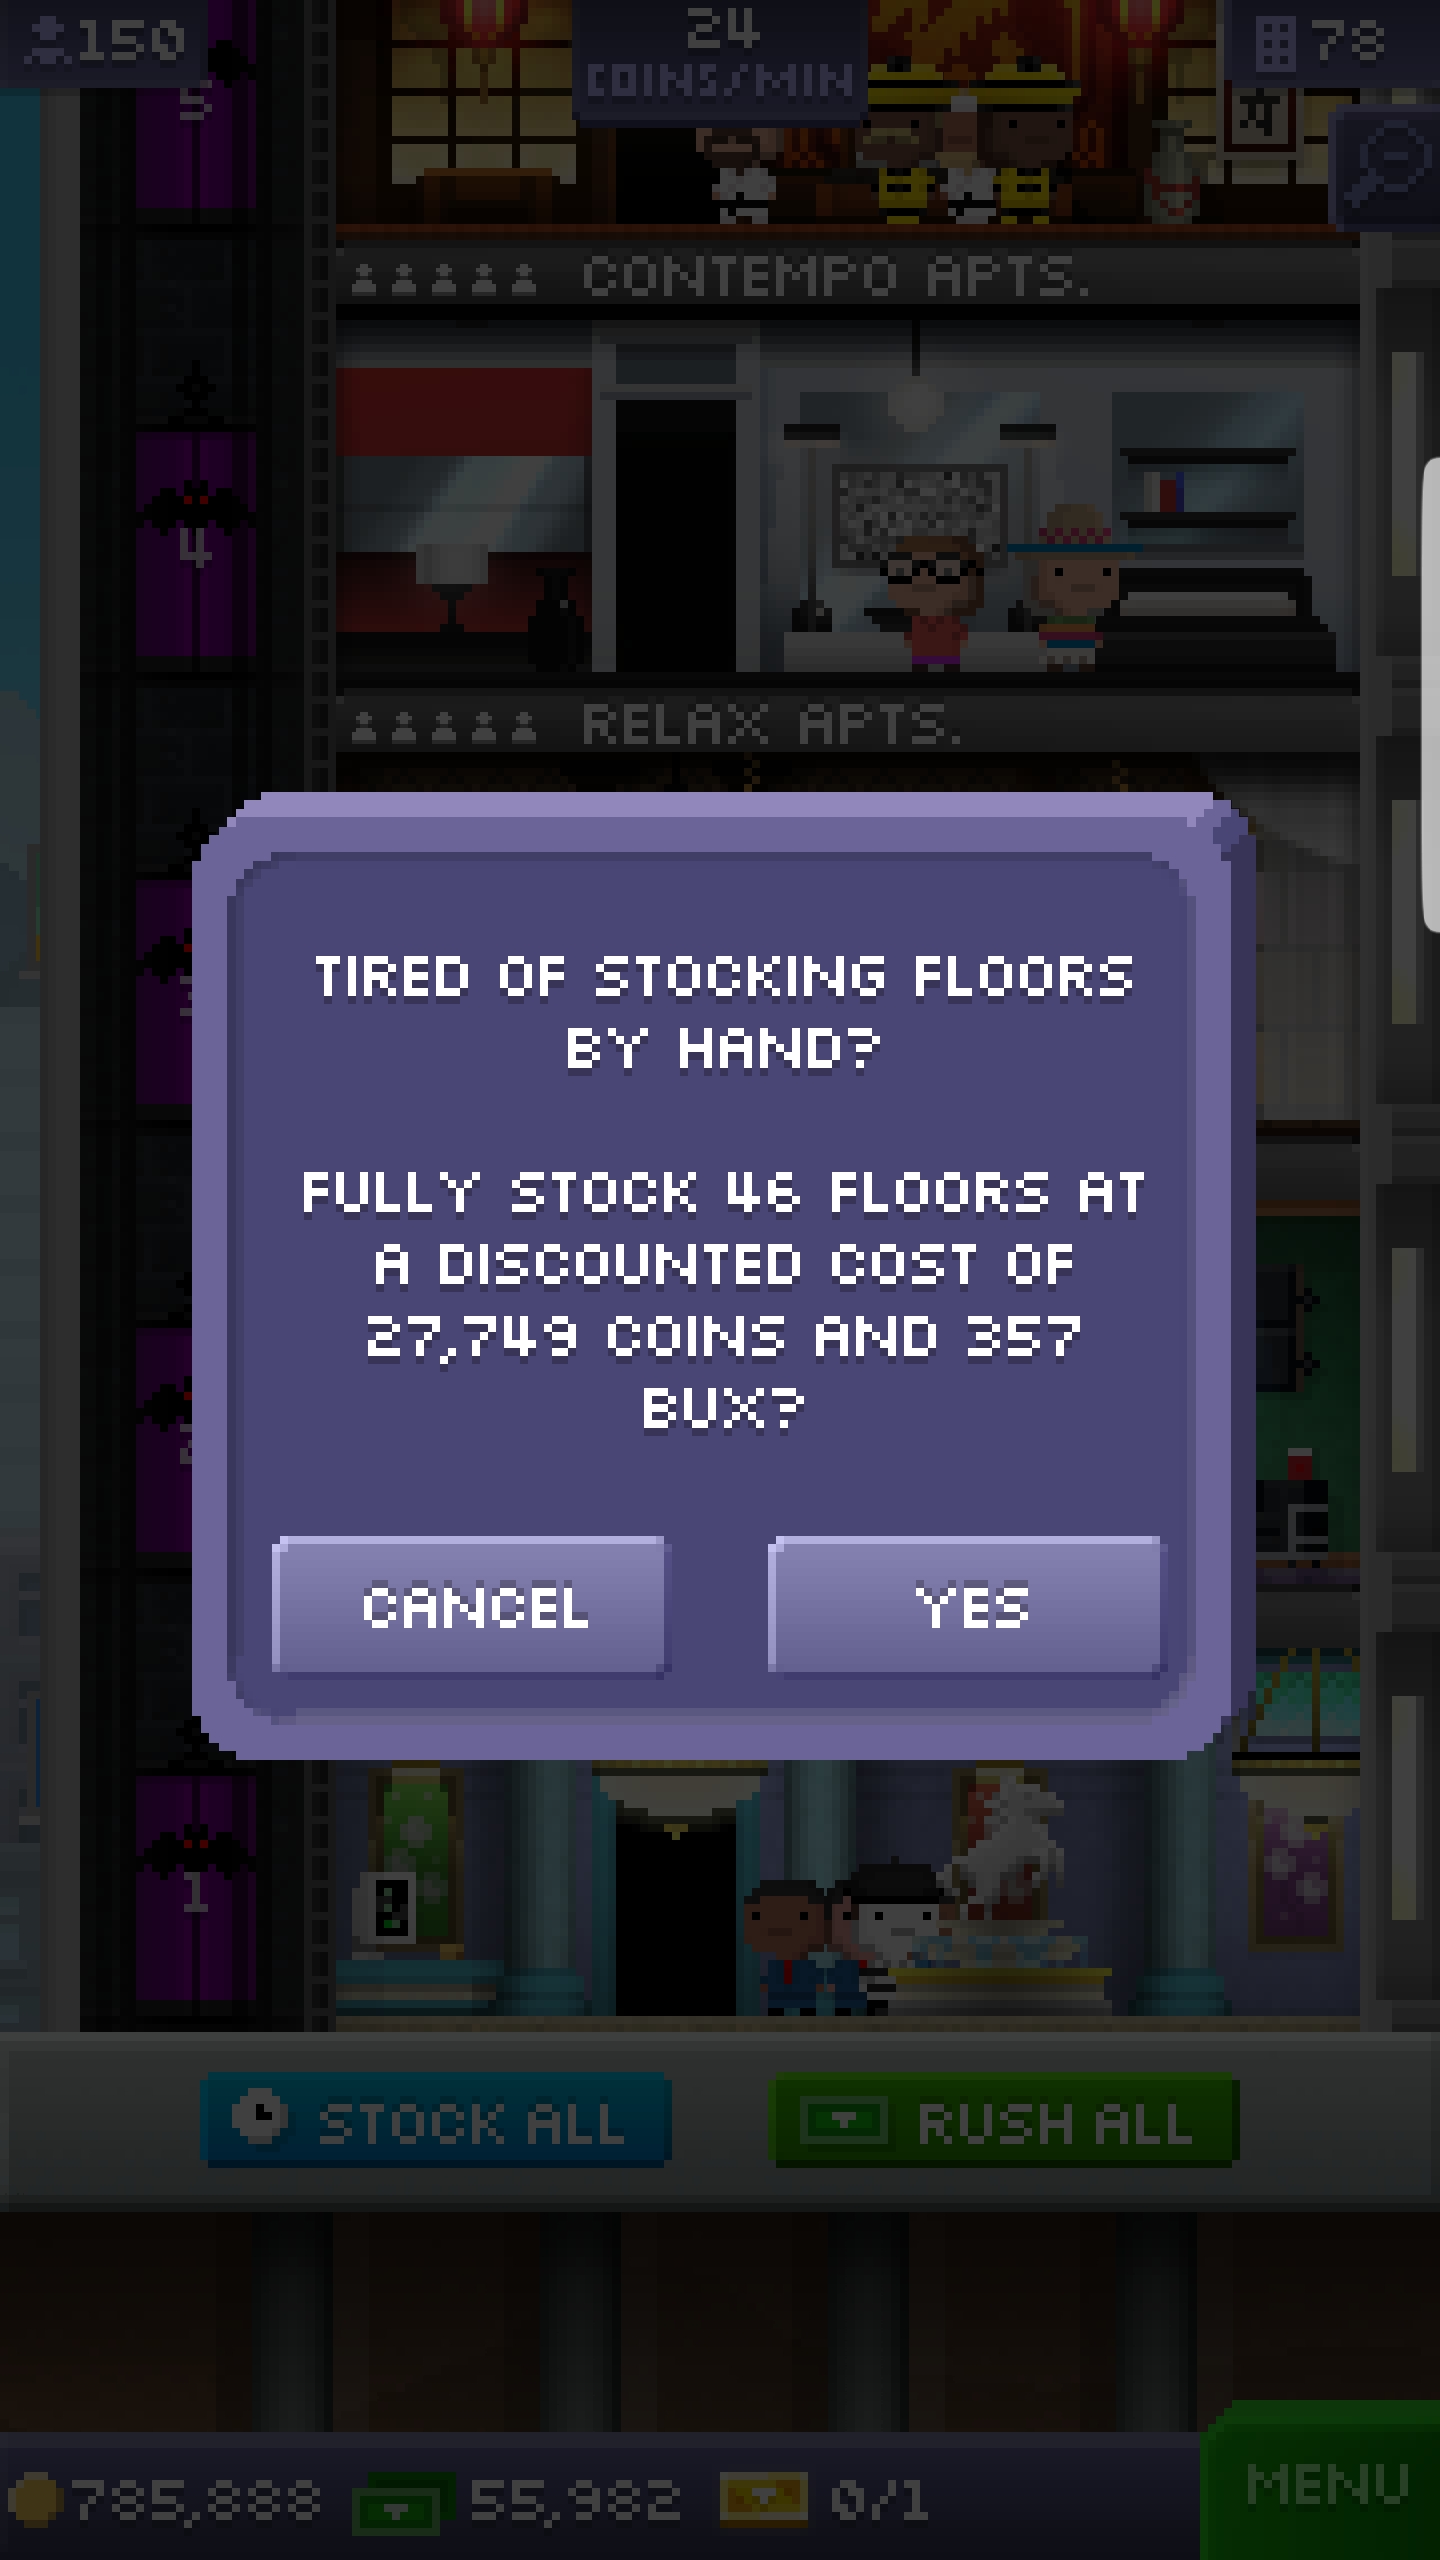 150
24
COINS/MIN
78
5
CONTEMPO APTS.
4
RELAX APTS.
TIRED OF STOCKING FLOORS
BY HAND?
FULLY STOCK 46 FLOORS AT
A DISCOUNTED COST OF
27,749 COINS AND 357
BUX?
CANCEL YES
1
STOCK ALL RUSH ALL
785,888 55,982 0/1 MENU